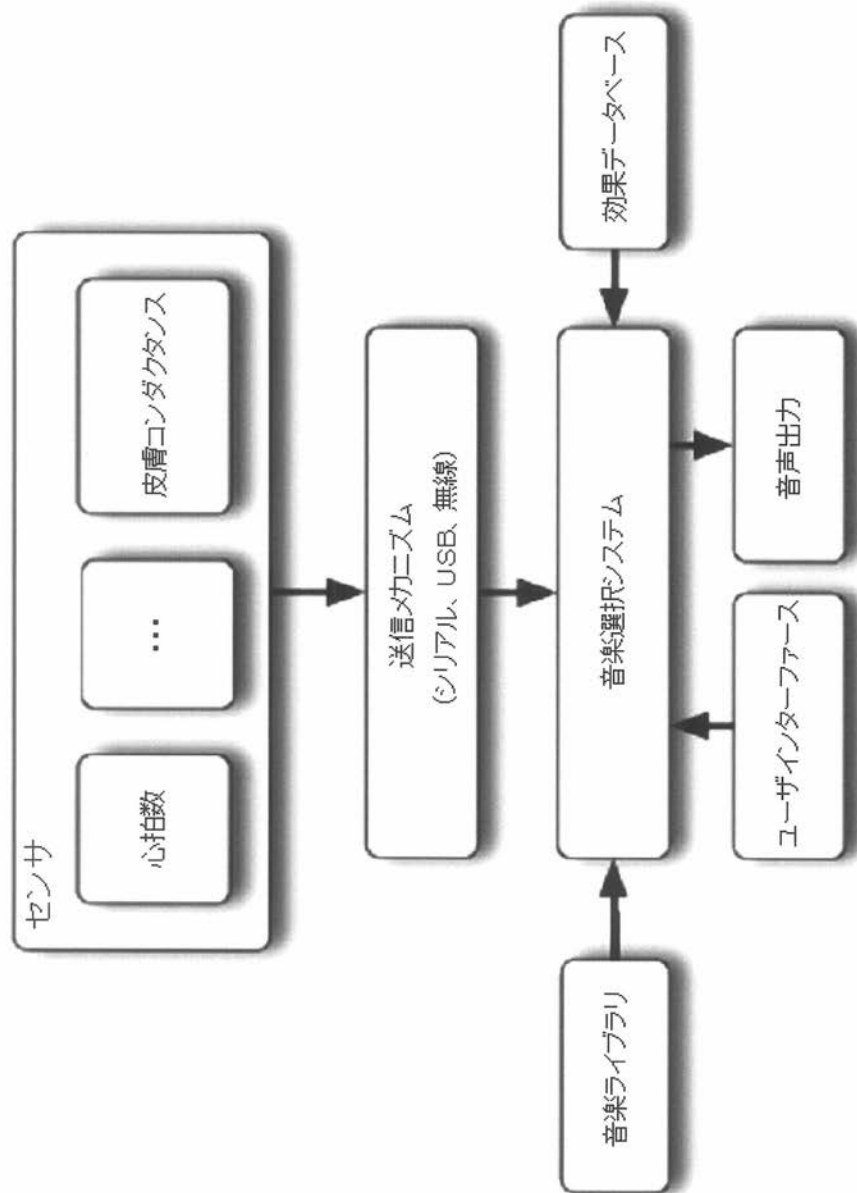 センサ
心拍数
...
皮膚コンダクタンス
送信メカニズム
(シリアル、USB、無線)
音楽ライブラリ
音楽選択システム
効果データベース
ユーザインターファース
音声出力